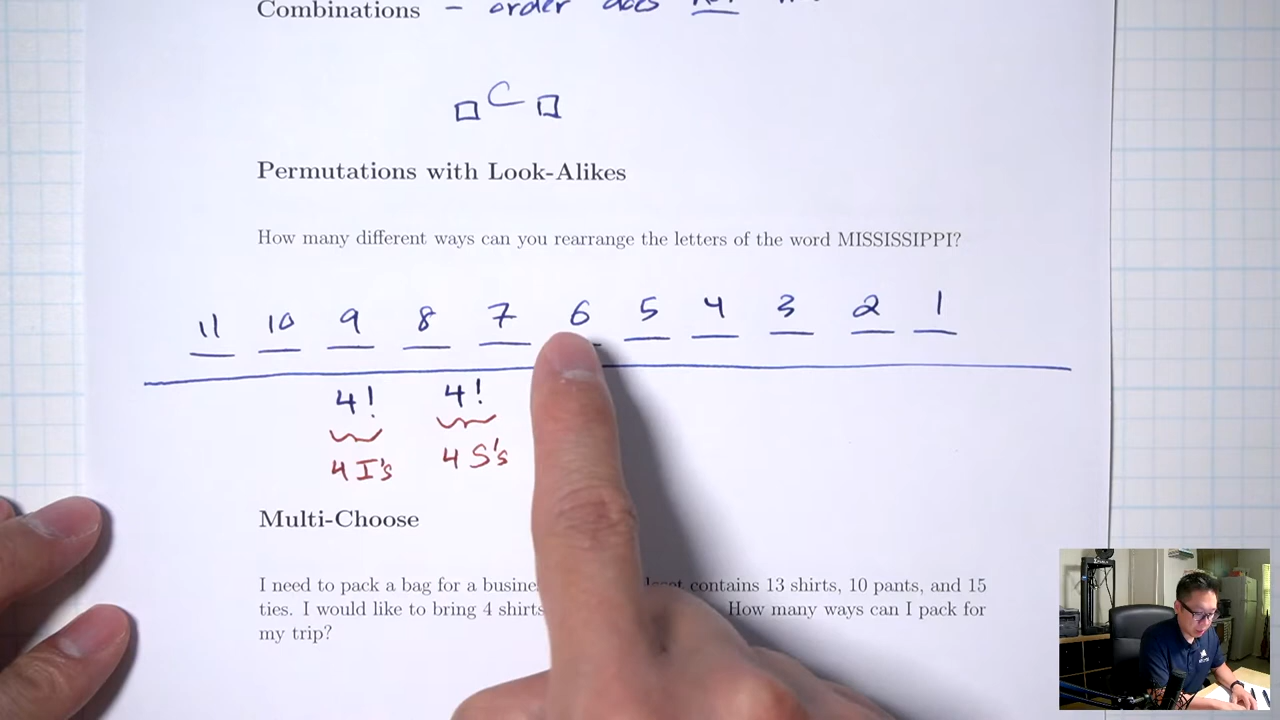 Combinations – order does not
□ C □
Permutations with Look-Alikes
How many different ways can you rearrange the letters of the word MISSISSIPPI?
11 10 9 8 7 6 5 4 3 2 1
4! 4!
4 I's 4 S's
Multi-Choose
I need to pack a bag for a contains 13 shirts, 10 pants, and 15
ties. I would like to bring 4 shirts How many ways can I pack for
my trip?